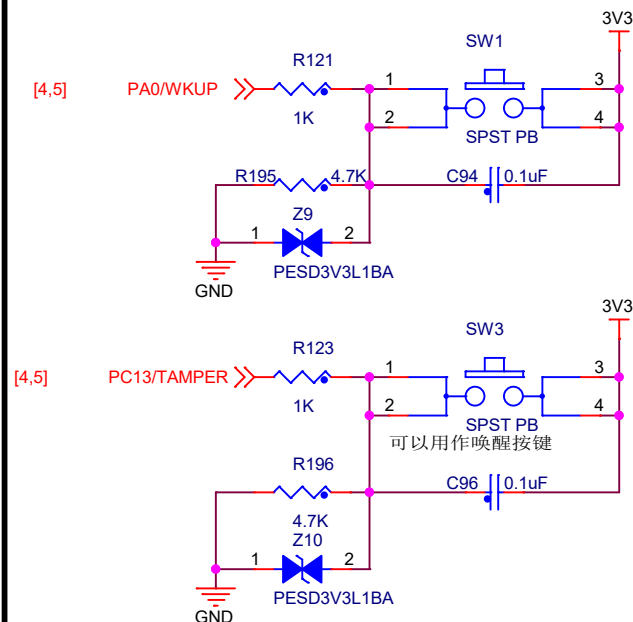 3V3
SW1
R121
[4,5] PA0/WKUP 1 3
1K 2 4
SPST PB
R195 4.7K C94 0.1uF
Z9
1 2
PESD3V3L1BA
GND
3V3
SW3
R123
[4,5] PC13/TAMPER 1 3
1K 2 4
SPST PB
可以用作唤醒按键
R196 C96 0.1uF
4.7K
Z10
1 2
PESD3V3L1BA
GND